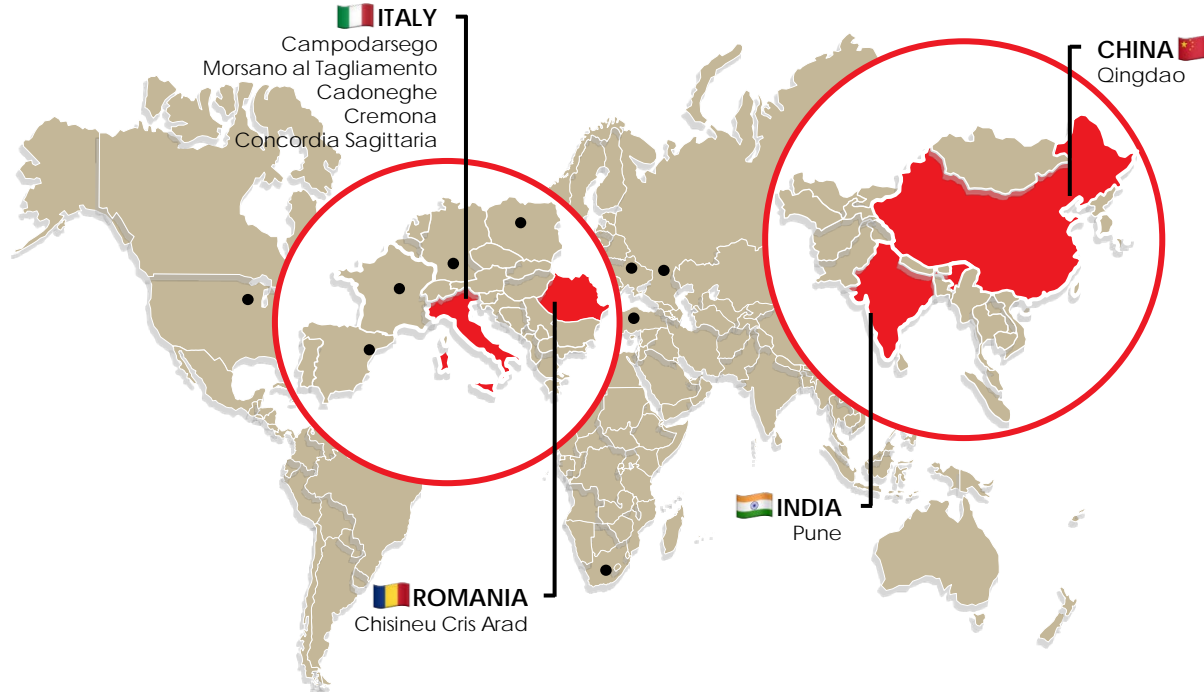 ITALY
Campodarsego
Morsano al Tagliamento
Cadoneghe
Cremona
Concordia Sagittaria
CHINA
Qingdao
INDIA
Pune
ROMANIA
Chisineu Cris Arad